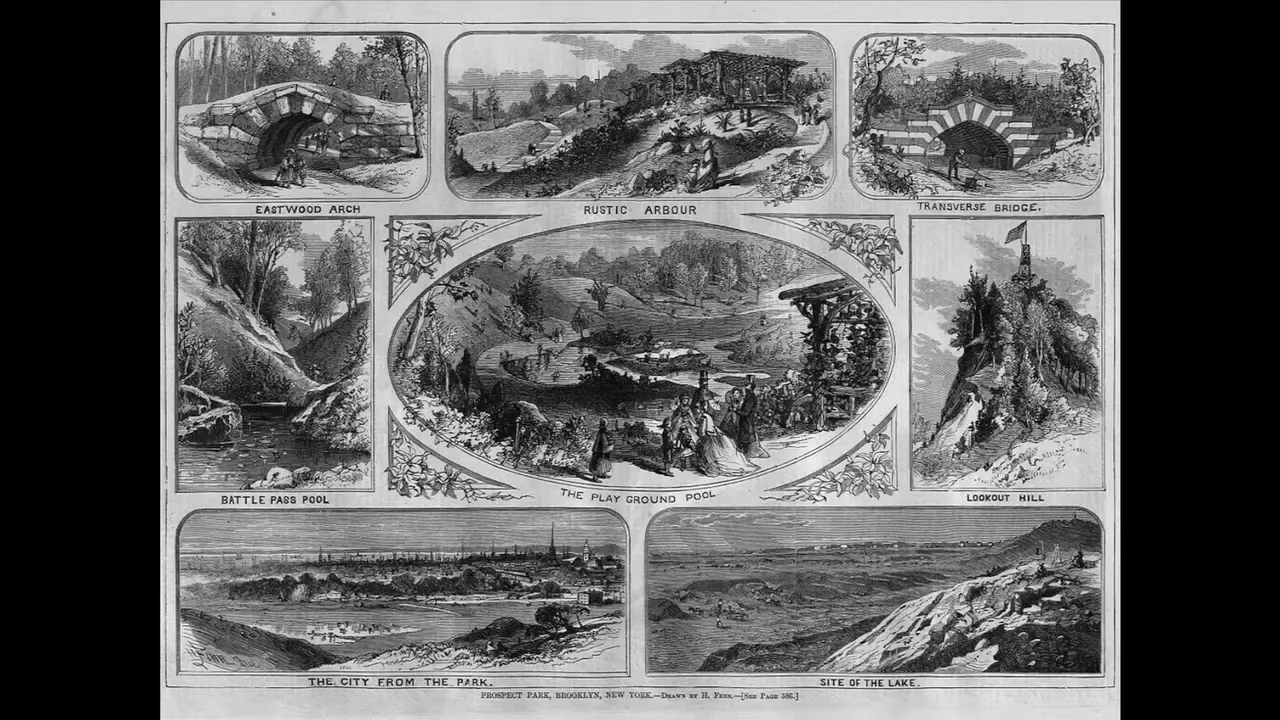 EASTWOOD ARCH
RUSTIC ARBOUR
TRANSVERSE BRIDGE.
BATTLE PASS POOL
THE PLAY GROUND POOL
LOOKOUT HILL
THE CITY FROM THE PARK.
SITE OF THE LAKE.
PROSPECT PARK, BROOKLYN, NEW YORK.—DRAWN BY H. FENN.—[SEE PAGE 586.]